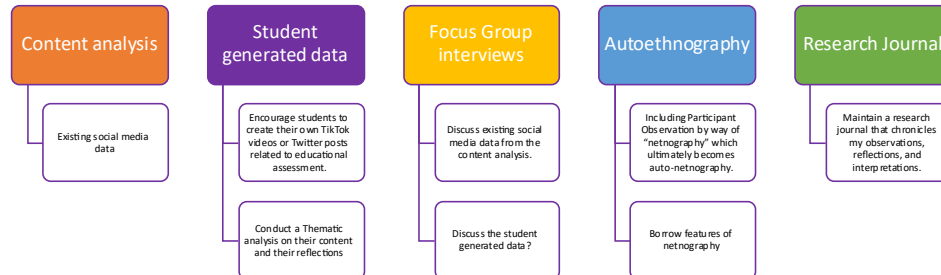 Content analysis
Existing social media
data
Student
generated data
Encourage students to
create their own TikTok
videos or Twitter posts
related to educational
assessment.
Conduct a Thematic
analysis on their content
and their reflections
Focus Group
interviews
Discuss existing social
media data from the
content analysis.
Discuss the student
generated data?
Autoethnography
Including Participant
Observation by way of
“netnography” which
ultimately becomes
auto-netnography.
Borrow features of
netnography
Research Journal
Maintain a research
journal that chronicles
my observations,
reflections, and
interpretations.